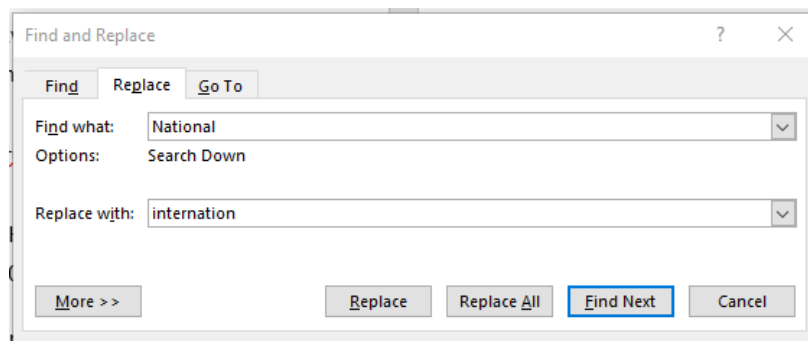 Find and Replace ?
Find Replace Go To
Find what: National
Options: Search Down
Replace with: internation
More >> Replace Replace All Find Next Cancel